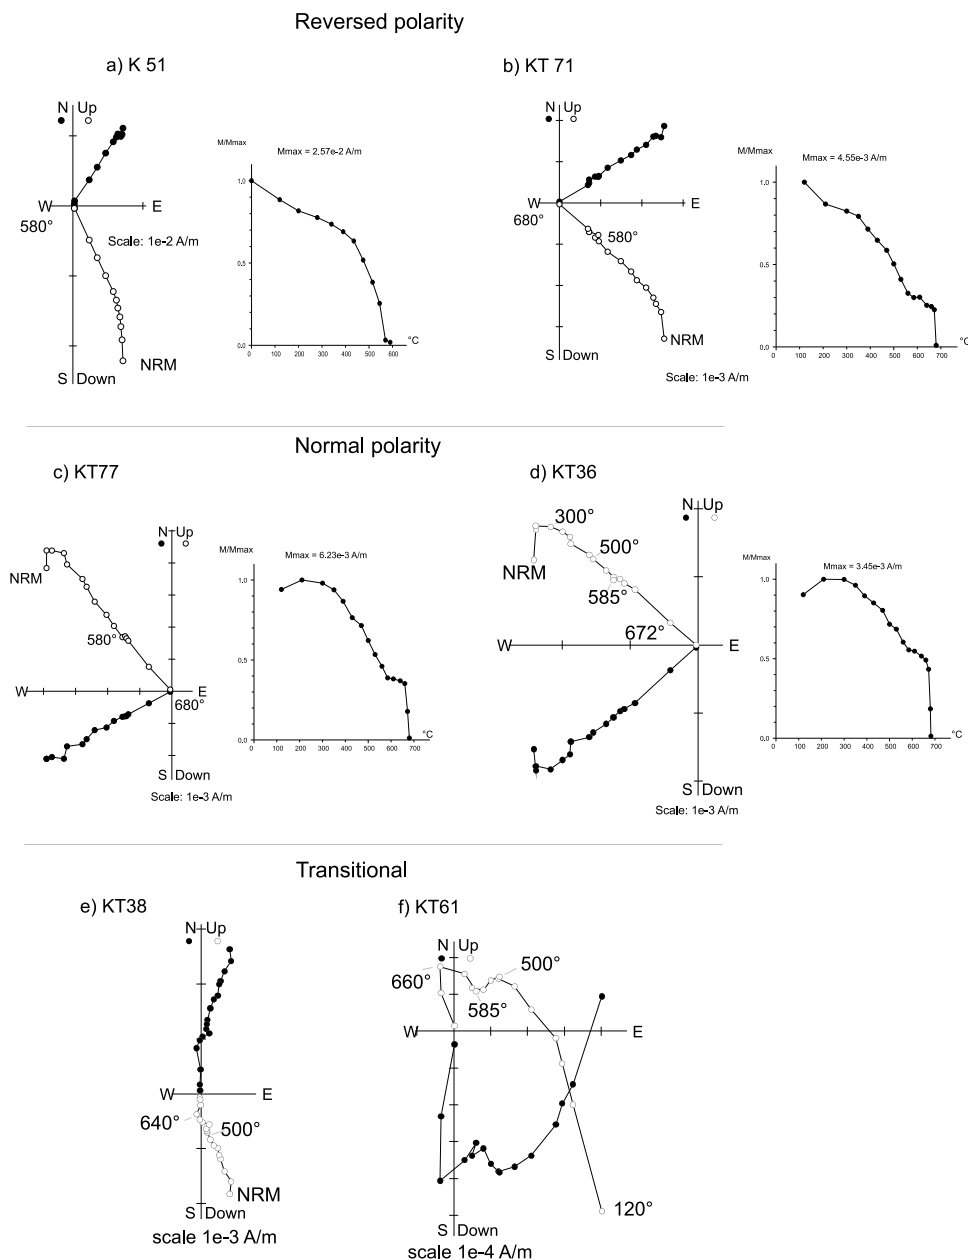 Reversed polarity
a) K 51
b) KT 71
N Up
W E
580°
Scale: 1e-2 A/m
NRM
S Down
M/Mmax
Mmax = 2.57e-2 A/m
1.0
0.5
0.0
0 100 200 300 400 500 600
°C
N Up
W E
680°
580°
NRM
S Down
Scale: 1e-3 A/m
M/Mmax
Mmax = 4.55e-3 A/m
1.0
0.5
0.0
0 100 200 300 400 500 600 700
°C
Normal polarity
c) KT77
d) KT36
N Up
NRM
580°
W E
680°
S Down
Scale: 1e-3 A/m
M/Mmax
Mmax = 6.23e-3 A/m
1.0
0.5
0.0
0 100 200 300 400 500 600 700
°C
N Up
300°
500°
NRM
585°
672°
W E
S Down
Scale: 1e-3 A/m
M/Mmax
Mmax = 3.45e-3 A/m
1.0
0.5
0.0
0 100 200 300 400 500 600 700
°C
Transitional
e) KT38
f) KT61
N Up
W E
640°
500°
NRM
S Down
scale 1e-3 A/m
N Up
660°
500°
585°
W E
120°
S Down
scale 1e-4 A/m